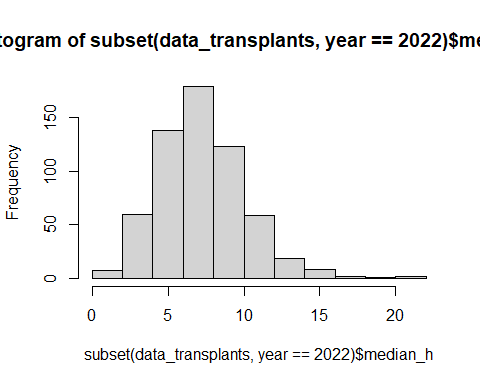 togram of subset(data_transplants, year == 2022)$me
Frequency
150
100
50
0
0 5 10 15 20
subset(data_transplants, year == 2022)$median_h